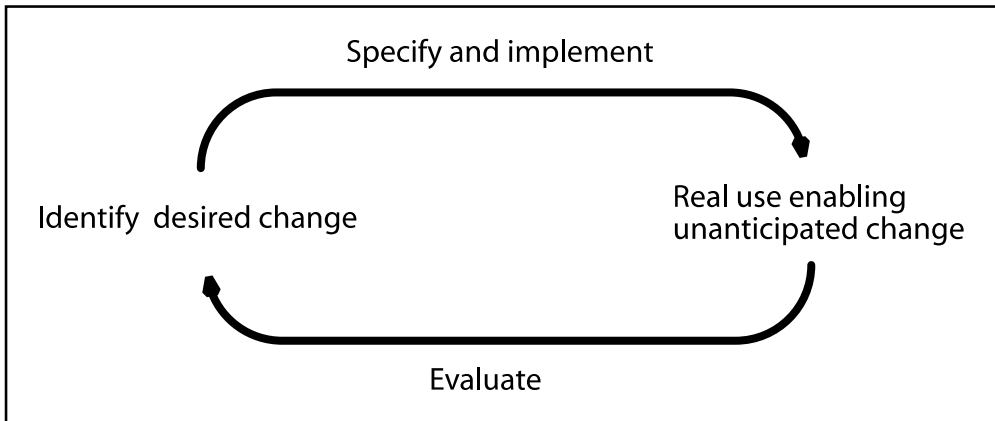 Specify and implement
Identify desired change
Real use enabling
unanticipated change
Evaluate